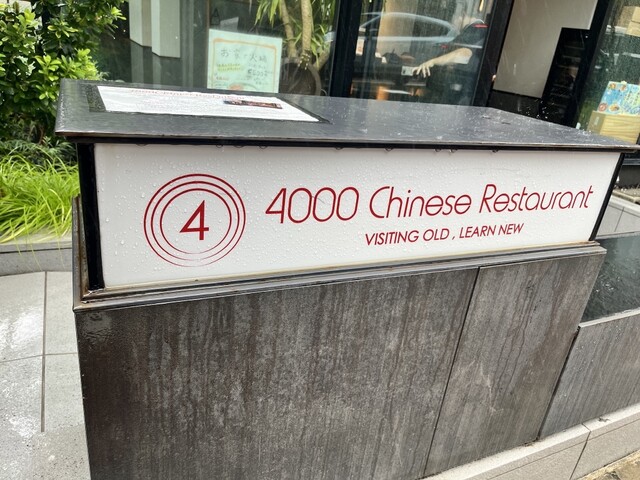 4
4000 Chinese Restaurant
VISITING OLD , LEARN NEW